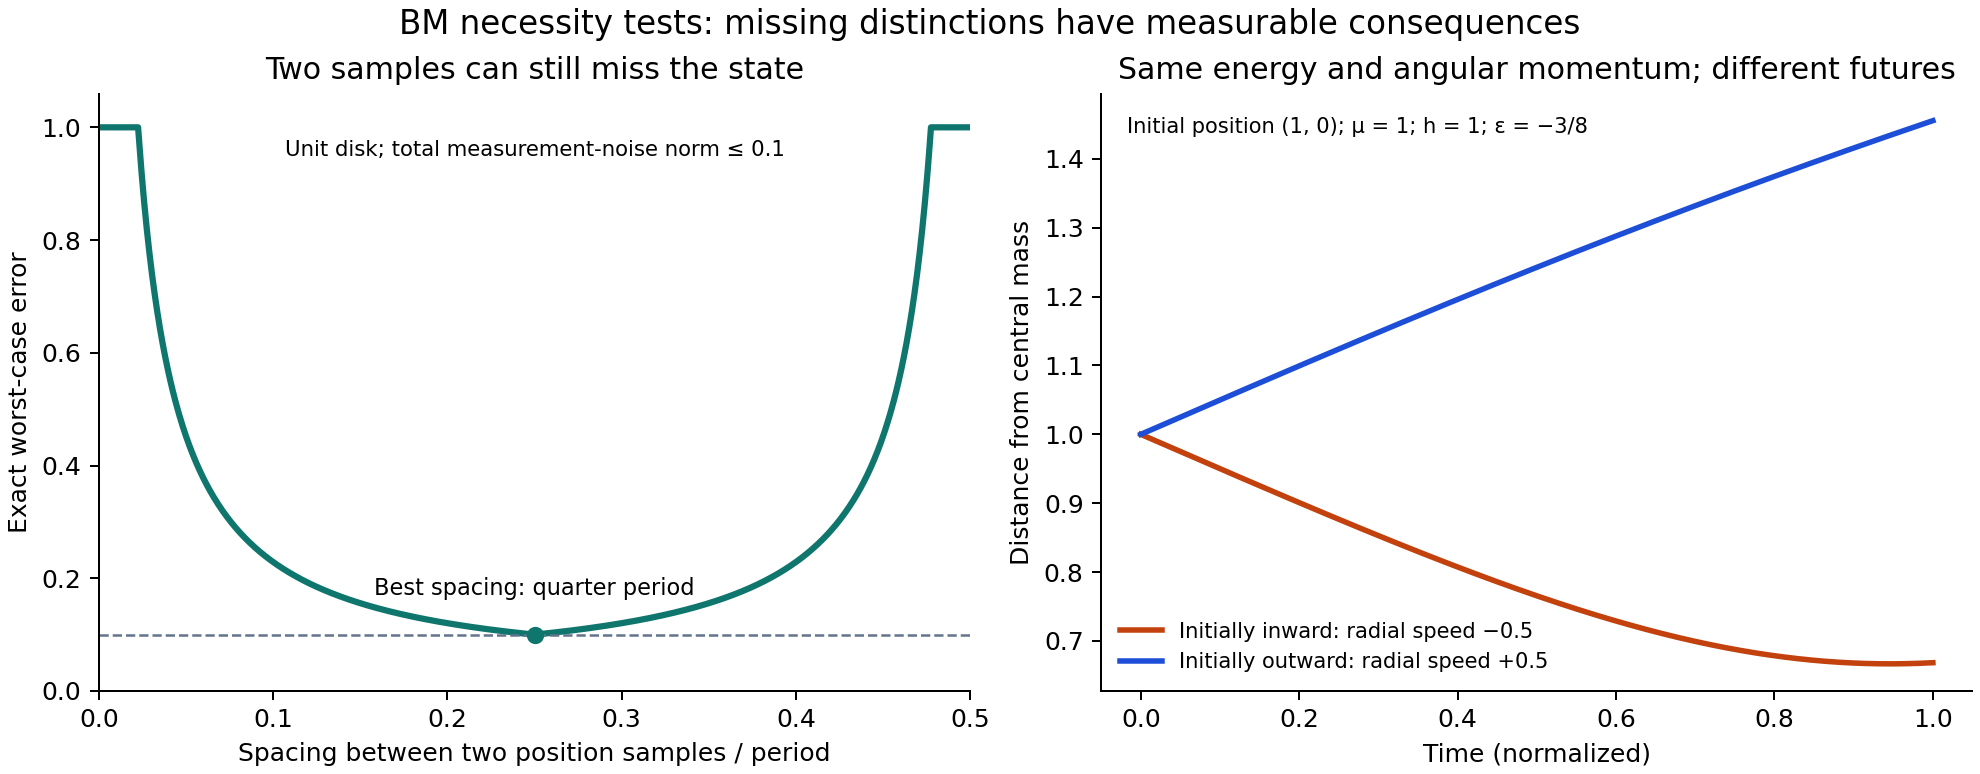 BM necessity tests: missing distinctions have measurable consequences
Two samples can still miss the state
Exact worst-case error
1.0
0.8
0.6
0.4
0.2
0.0
Unit disk; total measurement-noise norm ≤ 0.1
Best spacing: quarter period
0.0
0.1
0.2
0.3
0.4
0.5
Spacing between two position samples / period
Same energy and angular momentum; different futures
Distance from central mass
1.4
1.3
1.2
1.1
1.0
0.9
0.8
0.7
Initial position (1, 0); μ = 1; h = 1; ε = −3/8
Initially inward: radial speed −0.5
Initially outward: radial speed +0.5
0.0
0.2
0.4
0.6
0.8
1.0
Time (normalized)